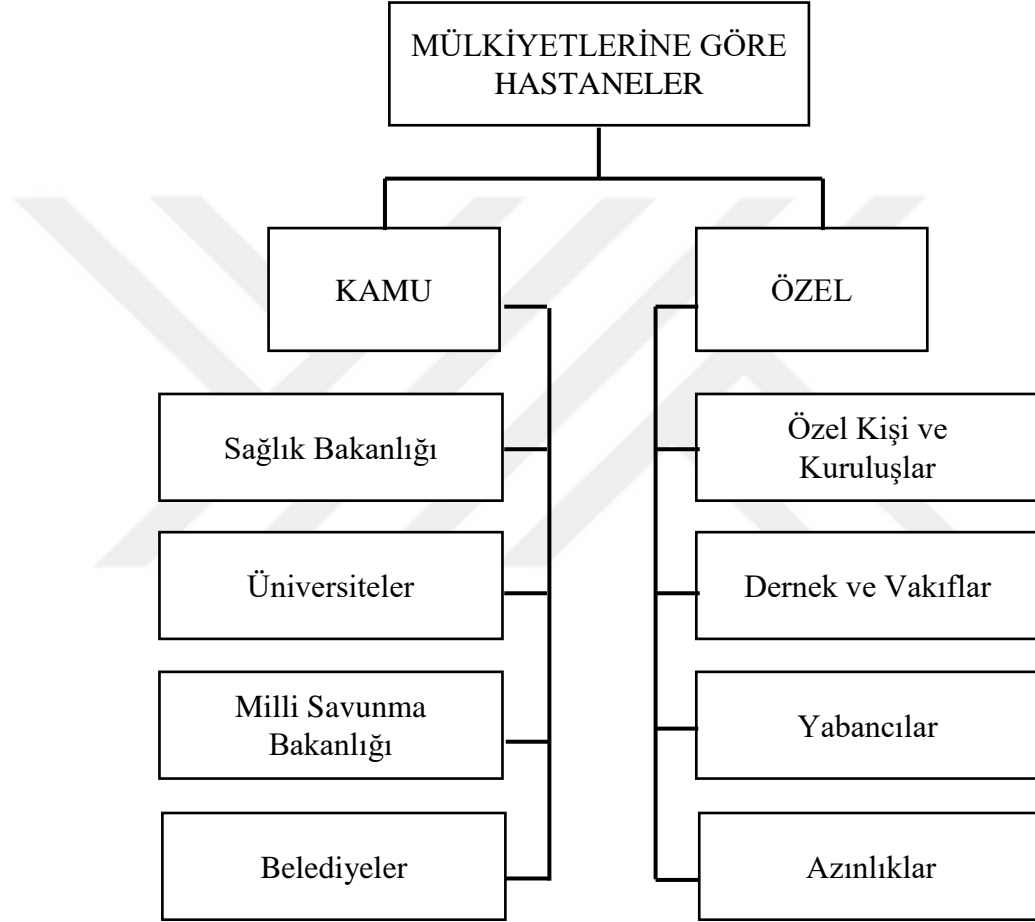 MÜLKİYETLERİNE GÖRE
HASTANELER
KAMU
ÖZEL
Sağlık Bakanlığı
Özel Kişi ve
Kuruluşlar
Üniversiteler
Dernek ve Vakıflar
Milli Savunma
Bakanlığı
Yabancılar
Belediyeler
Azınlıklar